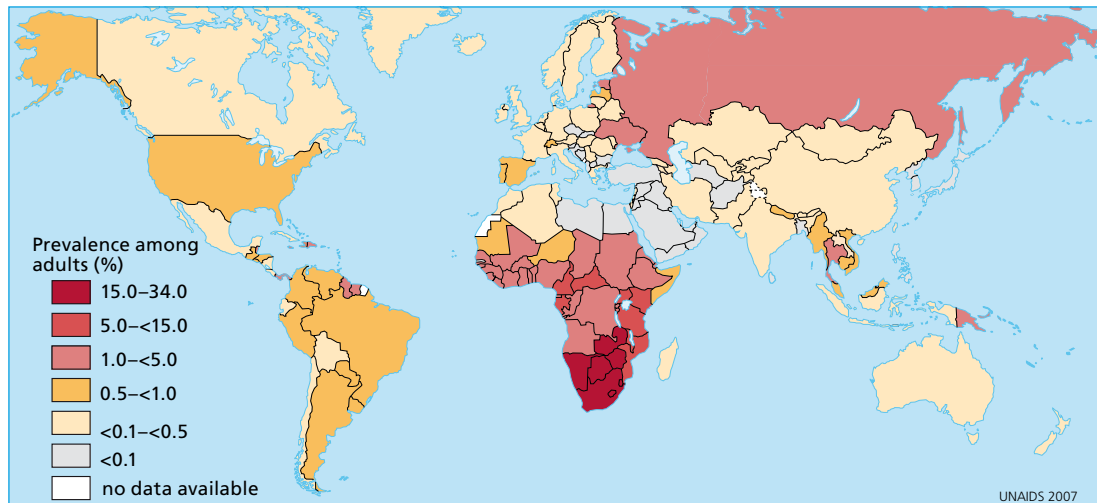 Prevalence among
adults (%)
15.0–34.0
5.0–<15.0
1.0–<5.0
0.5–<1.0
<0.1–<0.5
<0.1
no data available
UNAIDS 2007